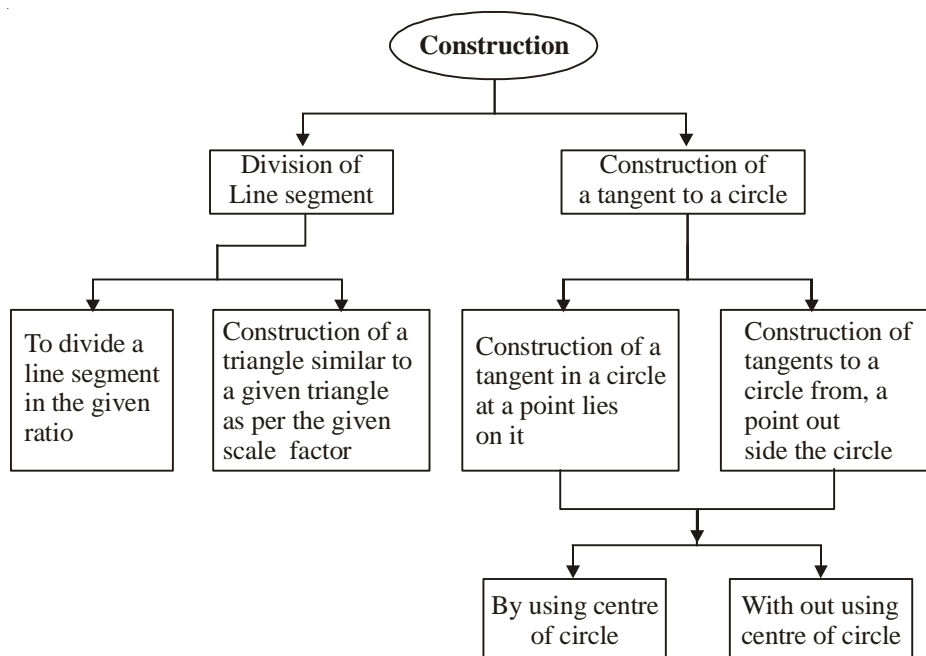 Construction
Division of
Line segment
Construction of
a tangent to a circle
To divide a
line segment
in the given
ratio
Construction of a
triangle similar to
a given triangle
as per the given
scale factor
Construction of a
tangent in a circle
at a point lies
on it
Construction of
tangents to a
circle from, a
point out
side the circle
By using centre
of circle
With out using
centre of circle